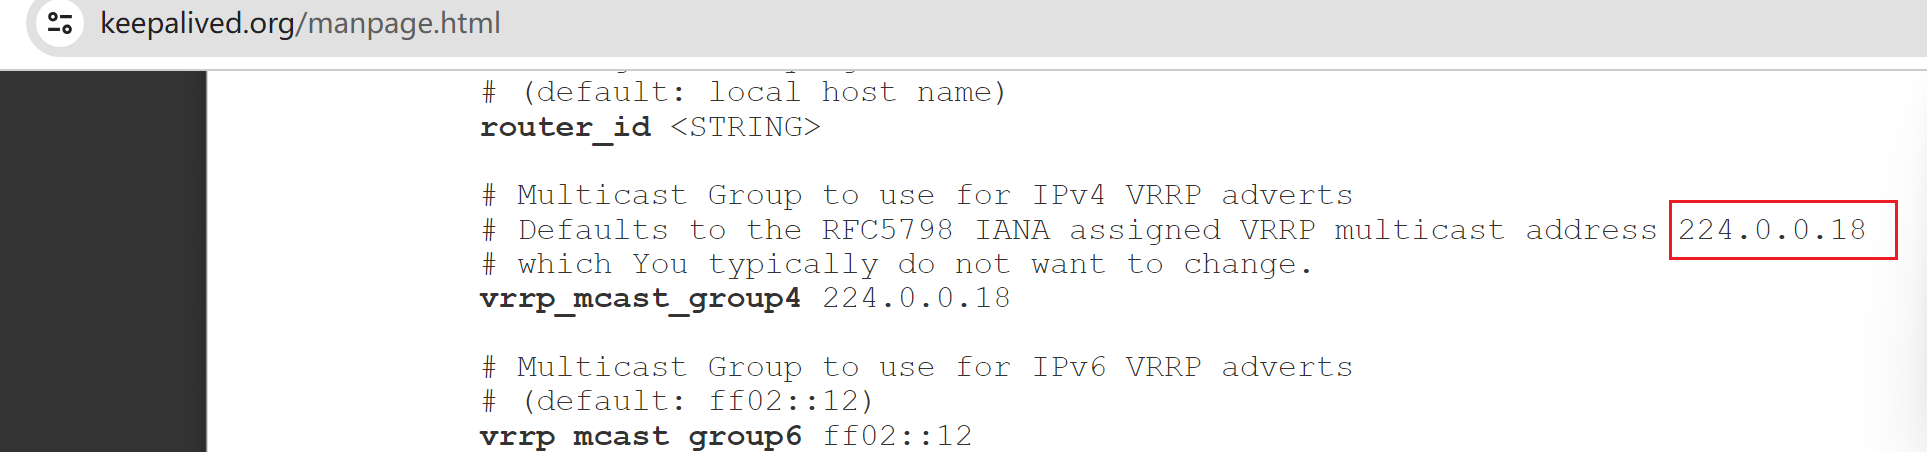 keepalived.org/manpage.html
# (default: local host name)
router_id <STRING>
# Multicast Group to use for IPv4 VRRP adverts
# Defaults to the RFC5798 IANA assigned VRRP multicast address 224.0.0.18
# which You typically do not want to change.
vrrp_mcast_group4 224.0.0.18
# Multicast Group to use for IPv6 VRRP adverts
# (default: ff02::12)
vrrp mcast group6 ff02::12